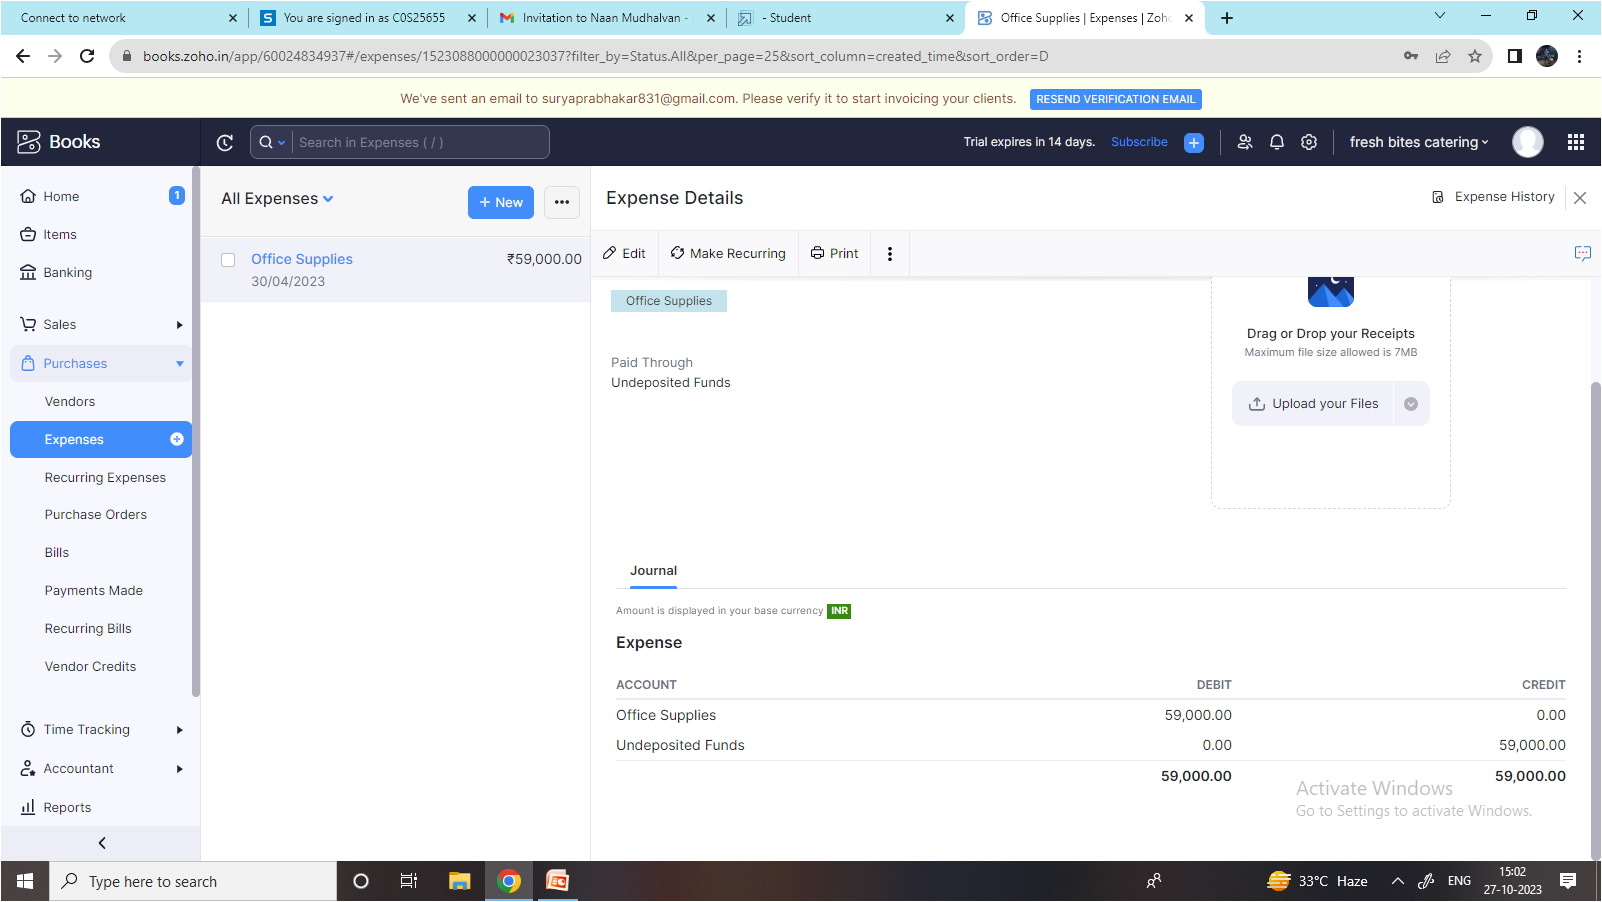 Connect to network
S You are signed in as C0S25655
Invitation to Naan Mudhalvan -
- Student
Office Supplies | Expenses | Zoho
books.zoho.in/app/60024834937#/expenses/1523088000000023037?filter_by=Status.All&per_page=25&sort_column=created_time&sort_order=D
We've sent an email to suryaprabhakar831@gmail.com. Please verify it to start invoicing your clients. RESEND VERIFICATION EMAIL
Books
Search in Expenses ( / )
Trial expires in 14 days. Subscribe
fresh bites catering
Home 1
Items
Banking
Sales
Purchases
Vendors
Expenses
Recurring Expenses
Purchase Orders
Bills
Payments Made
Recurring Bills
Vendor Credits
Time Tracking
Accountant
Reports
All Expenses
+ New
Office Supplies ₹59,000.00
30/04/2023
Expense Details
Expense History
Edit Make Recurring Print
Office Supplies
Paid Through
Undeposited Funds
Drag or Drop your Receipts
Maximum file size allowed is 7MB
Upload your Files
Journal
Amount is displayed in your base currency INR
Expense
ACCOUNT DEBIT CREDIT
Office Supplies 59,000.00 0.00
Undeposited Funds 0.00 59,000.00
59,000.00 59,000.00
Activate Windows
Go to Settings to activate Windows.
Type here to search
33°C Haze
ENG
15:02
27-10-2023